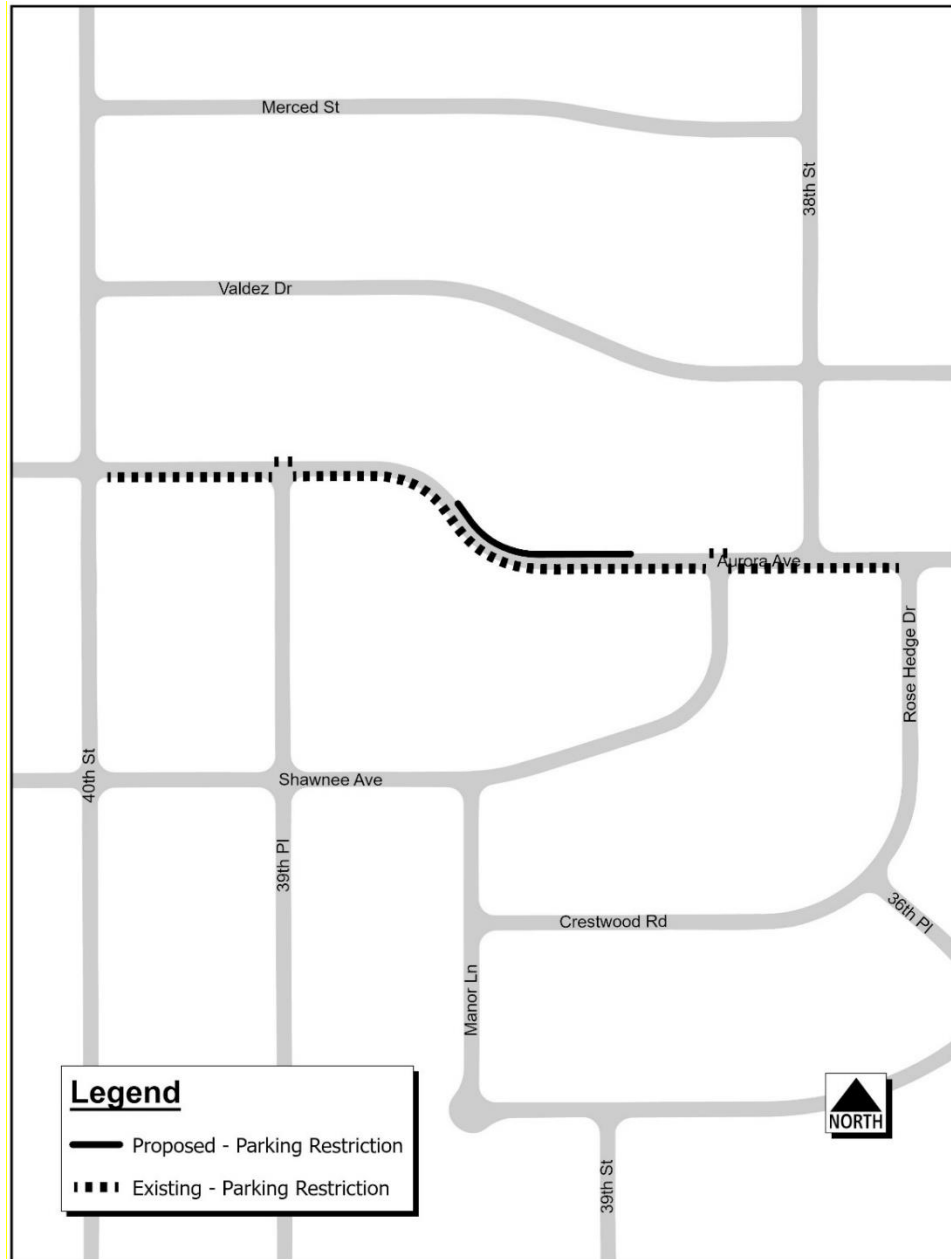 Merced St
38th St
Valdez Dr
Aurora Ave
Rose Hedge Dr
40th St
Shawnee Ave
39th Pl
36th Pl
Crestwood Rd
Manor Ln
Legend
Proposed - Parking Restriction
Existing - Parking Restriction
NORTH
39th St